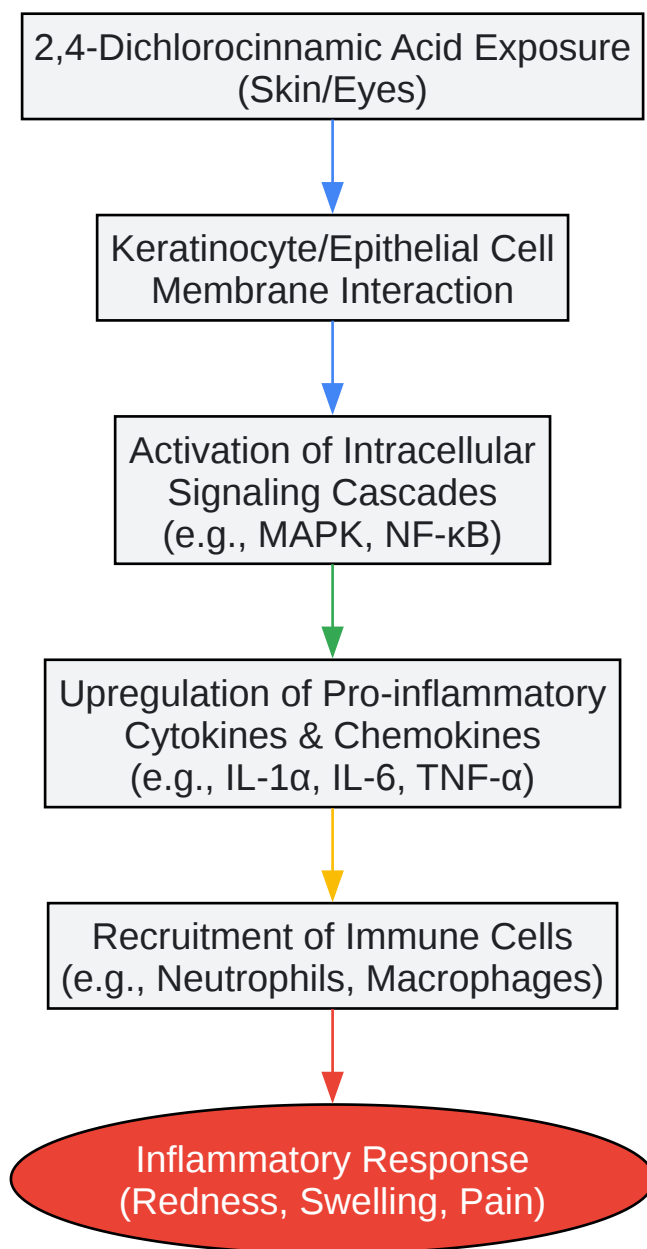 2,4-Dichlorocinnamic Acid Exposure
(Skin/Eyes)
Keratinocyte/Epithelial Cell
Membrane Interaction
Activation of Intracellular
Signaling Cascades
(e.g., MAPK, NF-κB)
Upregulation of Pro-inflammatory
Cytokines & Chemokines
(e.g., IL-1α, IL-6, TNF-α)
Recruitment of Immune Cells
(e.g., Neutrophils, Macrophages)
Inflammatory Response
(Redness, Swelling, Pain)